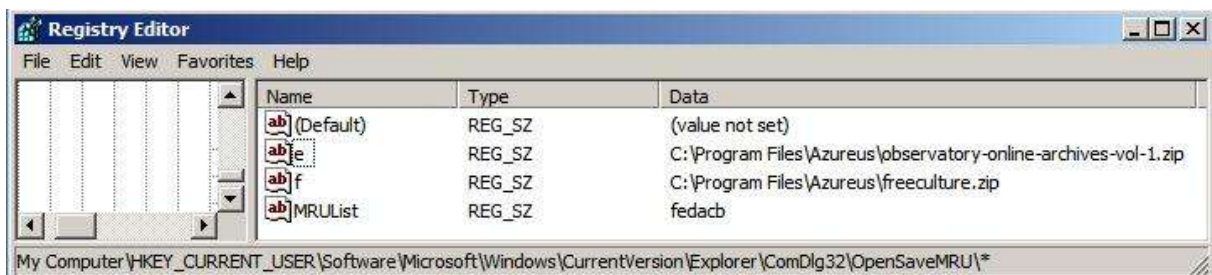 Registry Editor
File Edit View Favorites Help
Name Type Data
(Default) REG_SZ (value not set)
e REG_SZ C:\Program Files\Azureus\observatory-online-archives-vol-1.zip
f REG_SZ C:\Program Files\Azureus\freeculture.zip
MRUList REG_SZ fedacb
My Computer\HKEY_CURRENT_USER\Software\Microsoft\Windows\CurrentVersion\Explorer\ComDlg32\OpenSaveMRU\*